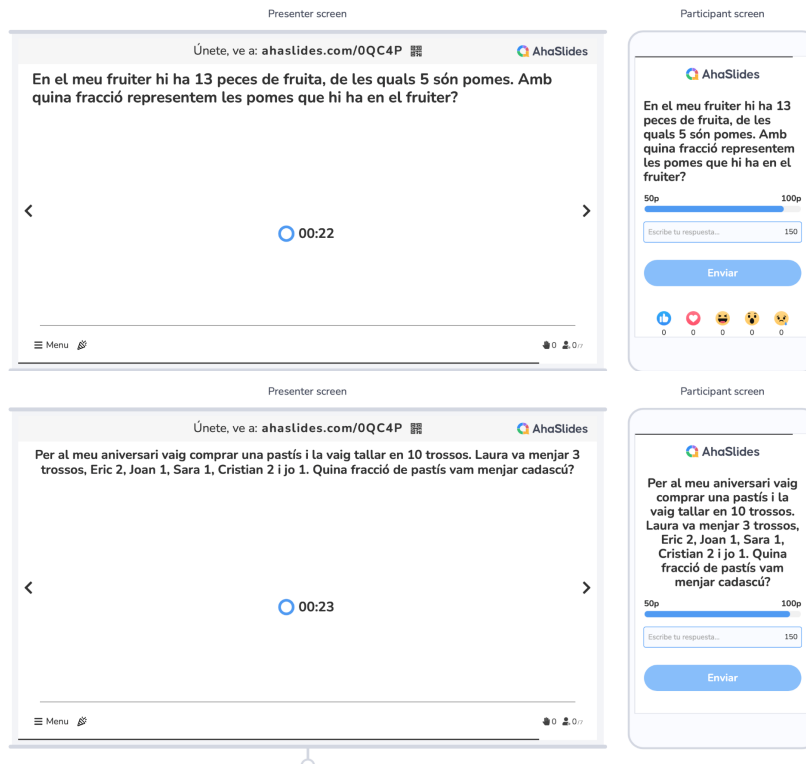 Presenter screen
Participant screen
Únete, ve a: ahaslides.com/0QC4P
AhaSlides
En el meu fruiter hi ha 13 peces de fruita, de les quals 5 són pomes. Amb
quina fracció representem les pomes que hi ha en el fruiter?
00:22
Menu
0
0/7
AhaSlides
En el meu fruiter hi ha 13
peces de fruita, de les
quals 5 són pomes. Amb
quina fracció representem
les pomes que hi ha en el
fruiter?
50p 100p
Escribe tu respuesta... 150
Enviar
0 0 0 0 0
Presenter screen
Participant screen
Únete, ve a: ahaslides.com/0QC4P
AhaSlides
Per al meu aniversari vaig comprar una pastís i la vaig tallar en 10 trossos. Laura va menjar 3
trossos, Eric 2, Joan 1, Sara 1, Cristian 2 i jo 1. Quina fracció de pastís vam menjar cadascú?
00:23
Menu
0
0/7
AhaSlides
Per al meu aniversari vaig
comprar una pastís i la
vaig tallar en 10 trossos.
Laura va menjar 3 trossos,
Eric 2, Joan 1, Sara 1,
Cristian 2 i jo 1. Quina
fracció de pastís vam
menjar cadascú?
50p 100p
Escribe tu respuesta... 150
Enviar